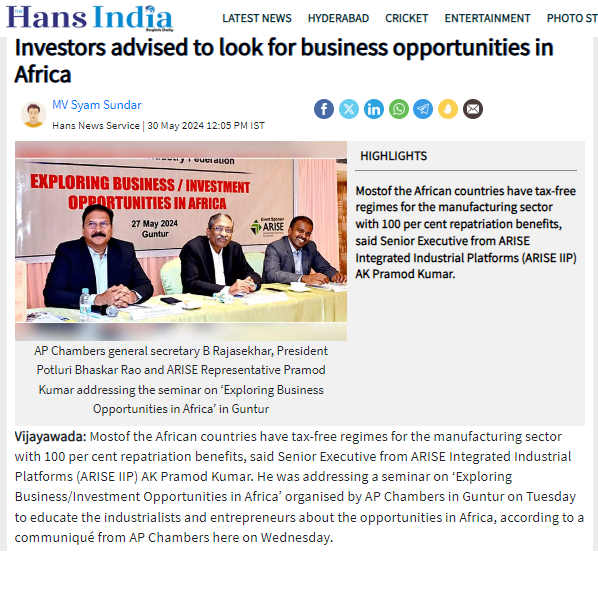 THE
Hans India
English Daily
LATEST NEWS HYDERABAD CRICKET ENTERTAINMENT PHOTO ST
Investors advised to look for business opportunities in
Africa
MV Syam Sundar
Hans News Service | 30 May 2024 12:05 PM IST
Federation
EXPLORING BUSINESS / INVESTMENT
OPPORTUNITIES IN AFRICA
27 May 2024
Guntur
Event Sponsor
ARISE
HIGHLIGHTS
Mostof the African countries have tax-free
regimes for the manufacturing sector
with 100 per cent repatriation benefits,
said Senior Executive from ARISE
Integrated Industrial Platforms (ARISE IIP)
AK Pramod Kumar.
AP Chambers general secretary B Rajasekhar, President
Potluri Bhaskar Rao and ARISE Representative Pramod
Kumar addressing the seminar on ‘Exploring Business
Opportunities in Africa’ in Guntur
Vijayawada: Mostof the African countries have tax-free regimes for the manufacturing sector
with 100 per cent repatriation benefits, said Senior Executive from ARISE Integrated Industrial
Platforms (ARISE IIP) AK Pramod Kumar. He was addressing a seminar on ‘Exploring
Business/Investment Opportunities in Africa’ organised by AP Chambers in Guntur on Tuesday
to educate the industrialists and entrepreneurs about the opportunities in Africa, according to a
communiqué from AP Chambers here on Wednesday.